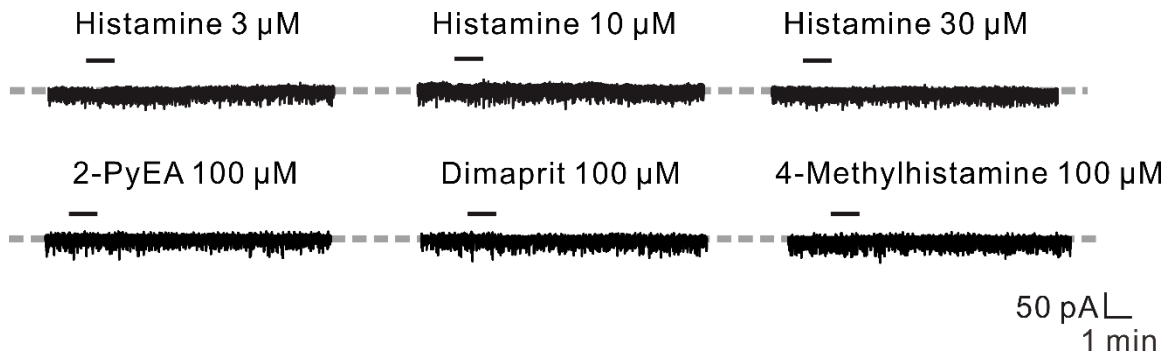 Histamine 3 μM Histamine 10 μM Histamine 30 μM
2-PyEA 100 μM Dimaprit 100 μM 4-Methylhistamine 100 μM
50 pA
1 min